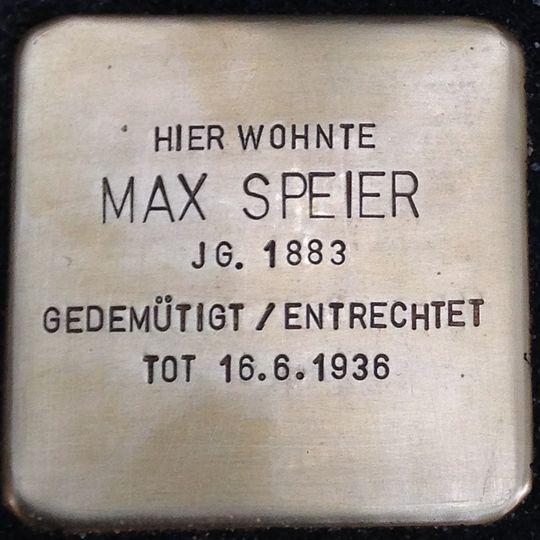 HIER WOHNTE
MAX SPEIER
JG. 1883
GEDEMÜTIGT / ENTRECHTET
TOT 16.6.1936